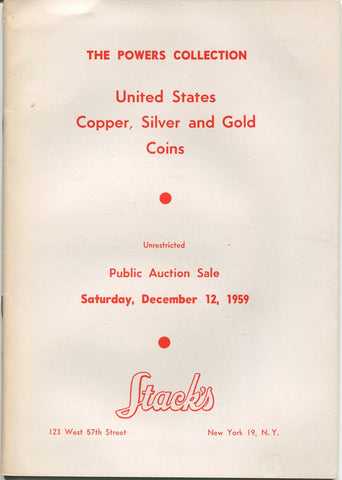 THE POWERS COLLECTION
United States
Copper, Silver and Gold
Coins
Unrestricted
Public Auction Sale
Saturday, December 12, 1959
Stack's
123 West 57th Street New York 19, N. Y.